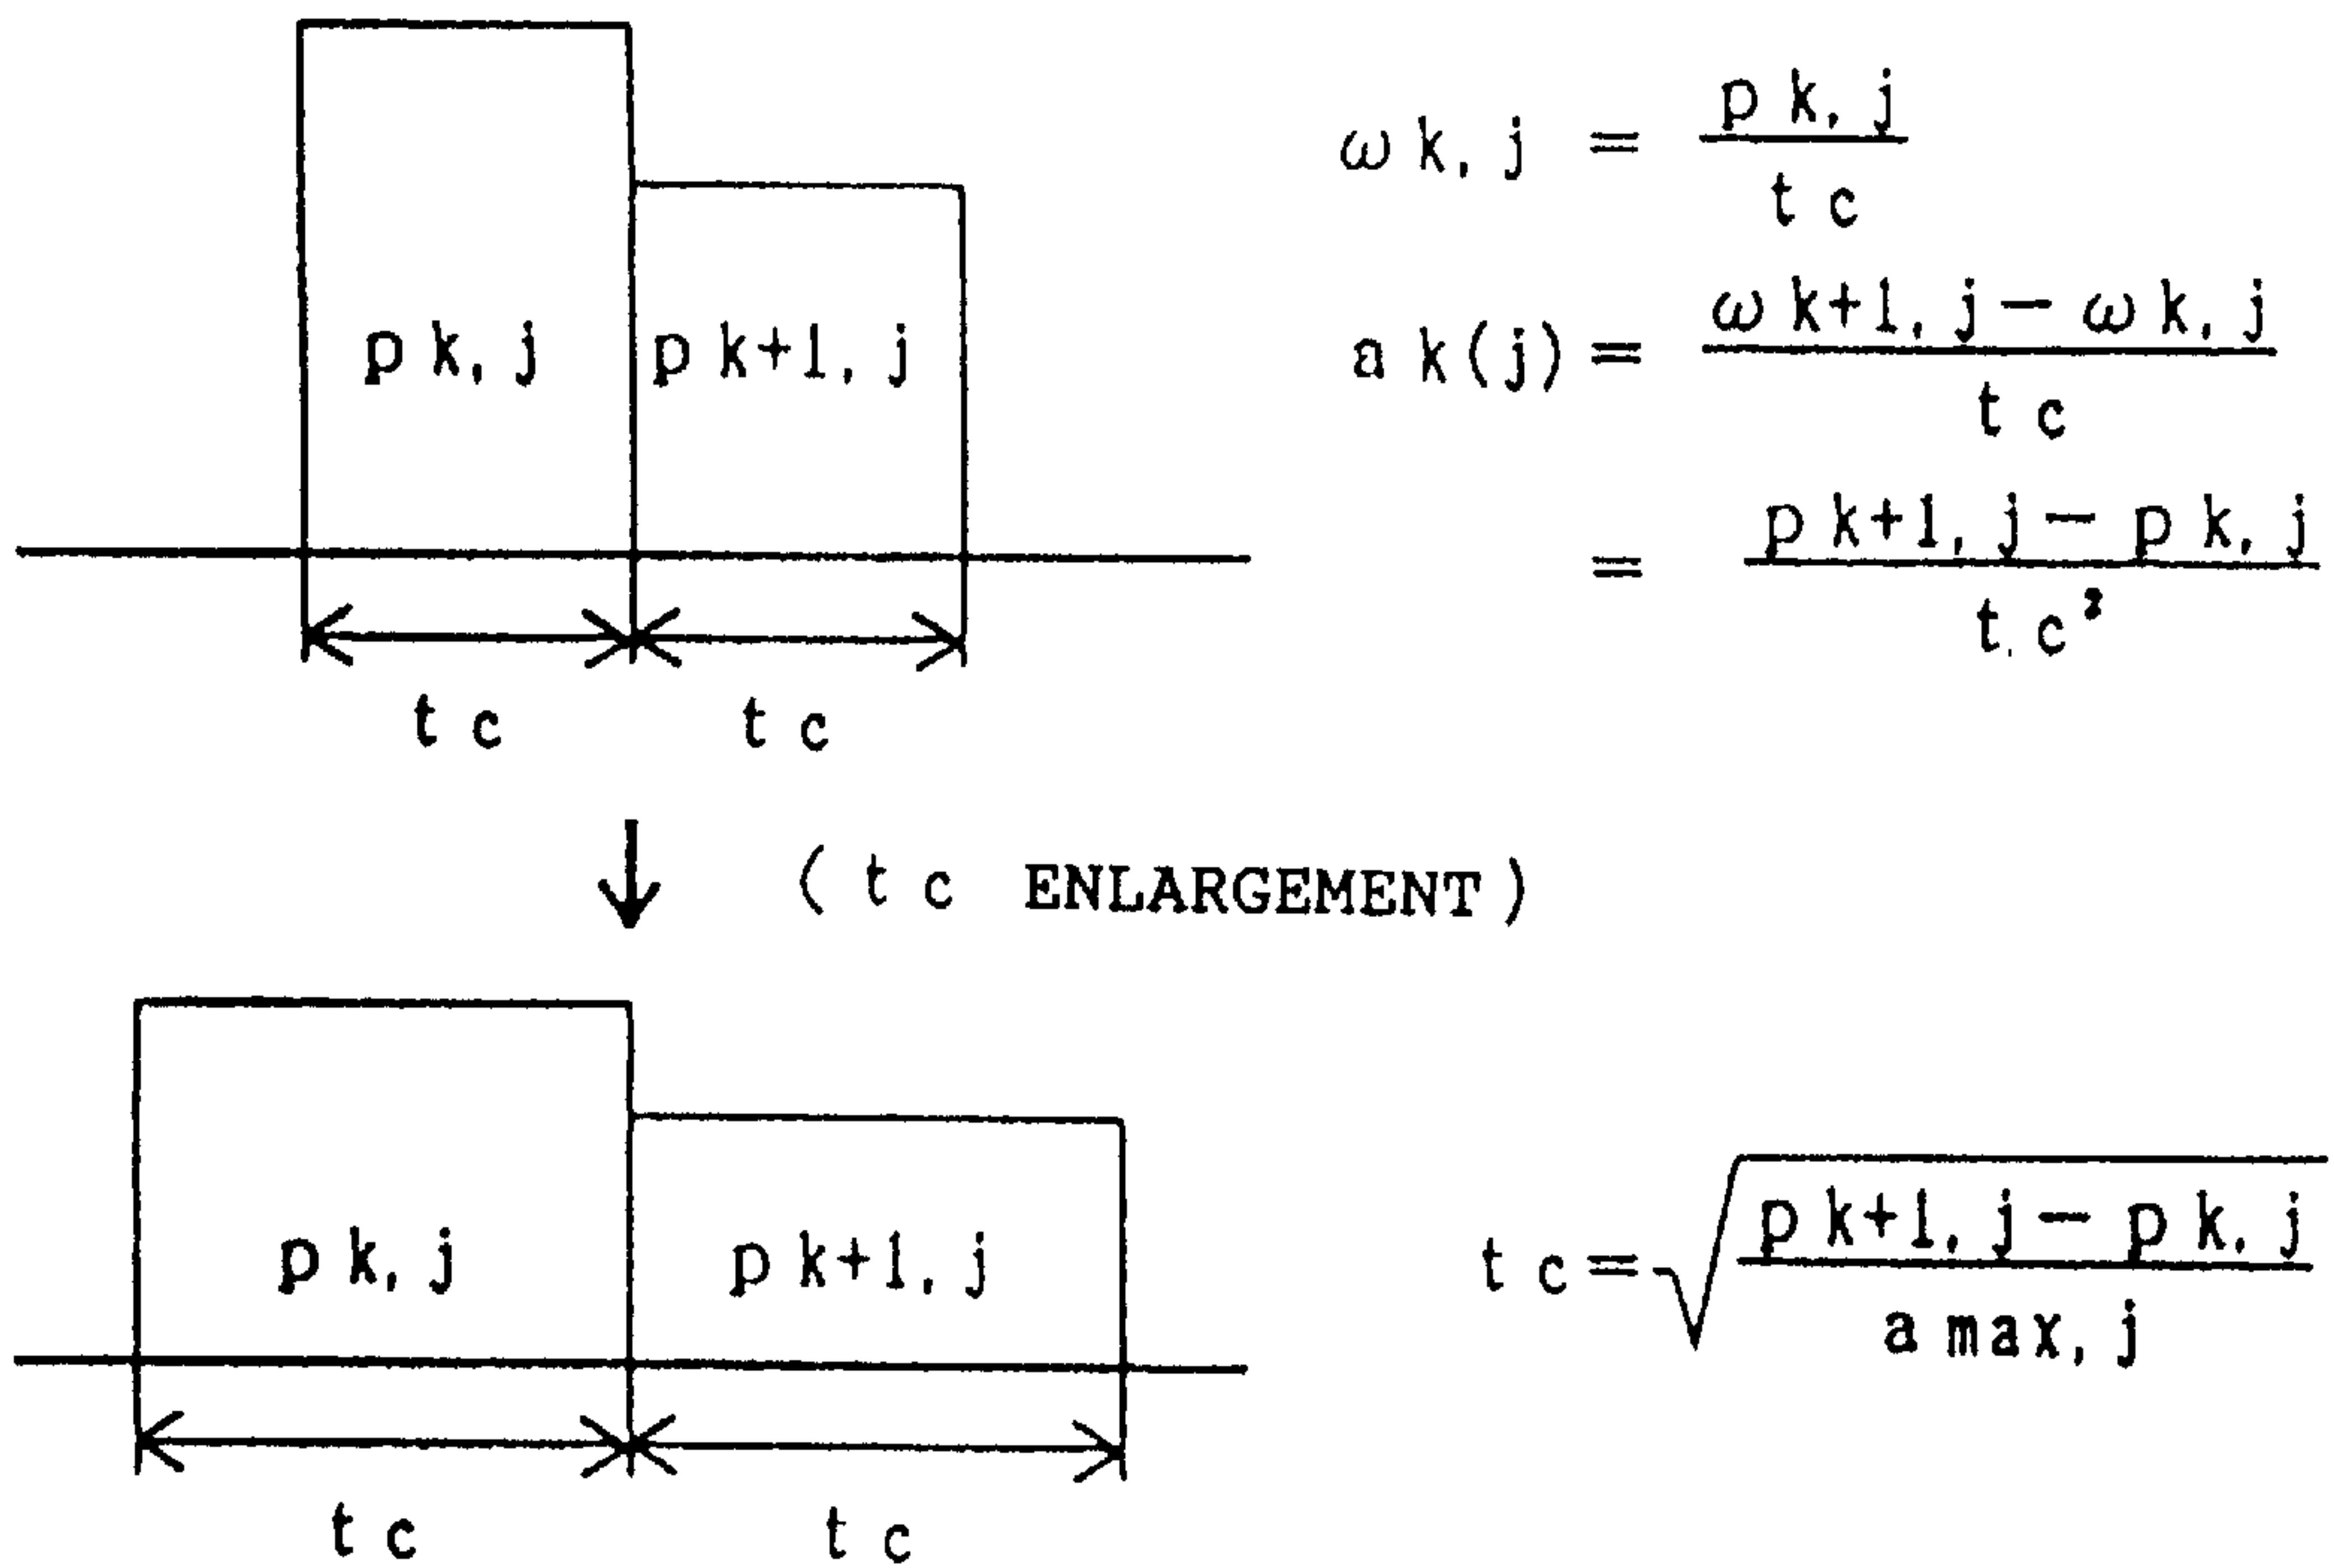 p k, j
p k+1, j
t c
t c
ω k, j = p k, j / t c
a k(j) = ω k+1, j − ω k, j / t c
= p k+1, j − p k, j / t c²
↓ ( t c ENLARGEMENT )
p k, j
p k+1, j
t c
t c
t c = √ p k+1, j − p k, j / a max, j